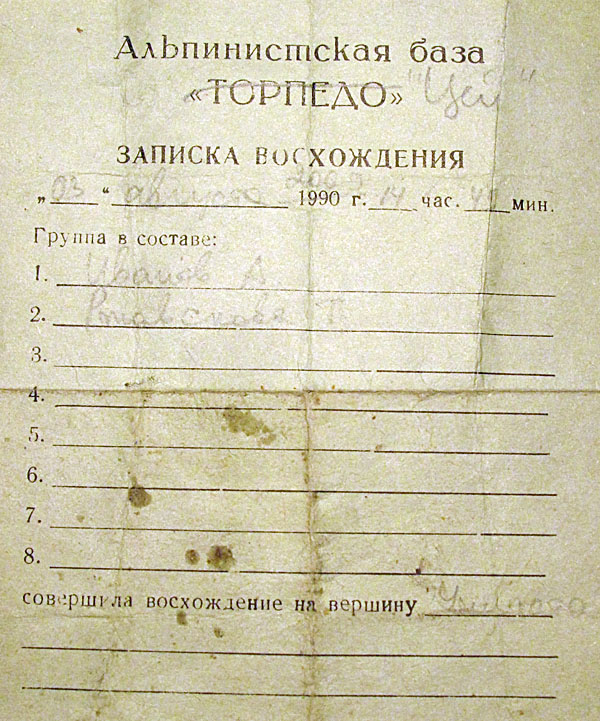 Альпинистская база
«ТОРПЕДО» "Цей"
ЗАПИСКА ВОСХОЖДЕНИЯ
„03“ августа 1990 г. 14 час. мин.
Группа в составе:
1. Иванов А.
2. Т.
3.
4.
5.
6.
7.
8.
совершила восхождение на вершину